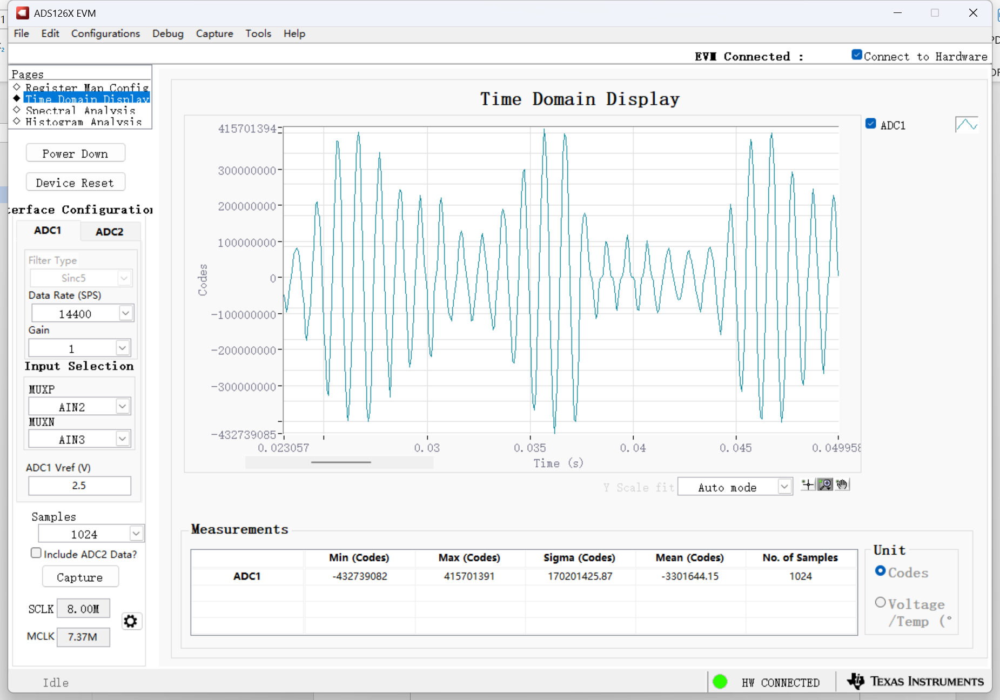 ADS126X EVM
File Edit Configurations Debug Capture Tools Help
EVM Connected : Connect to Hardware
Pages
Register Map Config
Time Domain Display
Spectral Analysis
Histogram Analysis
Power Down
Device Reset
terface Configuration
ADC1 ADC2
Filter Type
Sinc5
Data Rate (SPS)
14400
Gain
1
Input Selection
MUXP
AIN2
MUXN
AIN3
ADC1 Vref (V)
2.5
Samples
1024
Include ADC2 Data?
Capture
SCLK 8.00M
MCLK 7.37M
Time Domain Display
ADC1
415701394
300000000
200000000
100000000
0
-100000000
-200000000
-300000000
-432739085
Codes
0.023057 0.03 0.035 0.04 0.045 0.049958
Time (s)
Y Scale fit Auto mode
Measurements
Min (Codes) Max (Codes) Sigma (Codes) Mean (Codes) No. of Samples
ADC1 -432739082 415701391 170201425.87 -3301644.15 1024
Unit
Codes
Voltage
/Temp (°
Idle HW CONNECTED TEXAS INSTRUMENTS